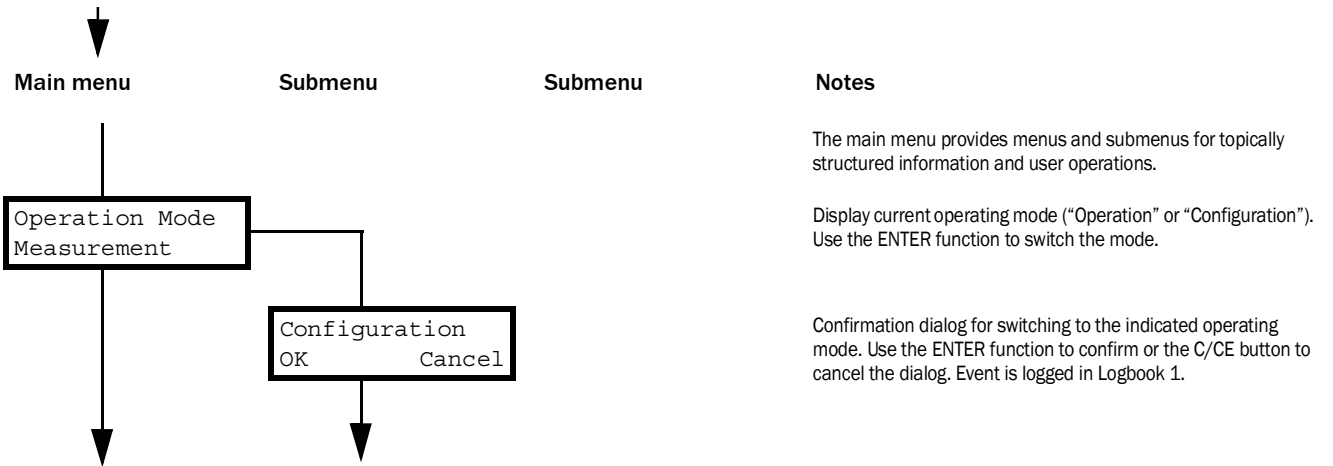 Main menu Submenu Submenu Notes
The main menu provides menus and submenus for topically
structured information and user operations.
Operation Mode
Measurement
Display current operating mode (“Operation” or “Configuration”).
Use the ENTER function to switch the mode.
Configuration
OK Cancel
Confirmation dialog for switching to the indicated operating
mode. Use the ENTER function to confirm or the C/CE button to
cancel the dialog. Event is logged in Logbook 1.